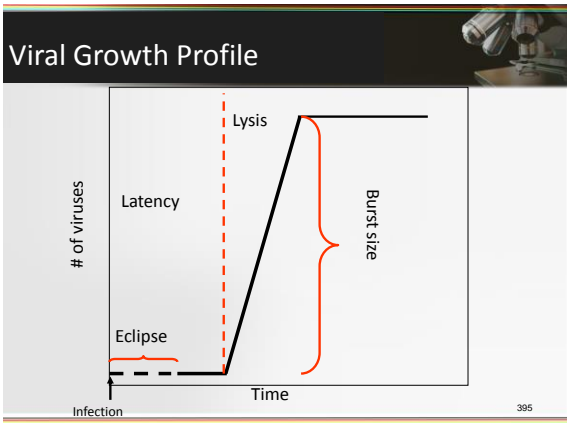 Viral Growth Profile
Lysis
# of viruses
Latency
Burst size
Eclipse
Time
Infection
395